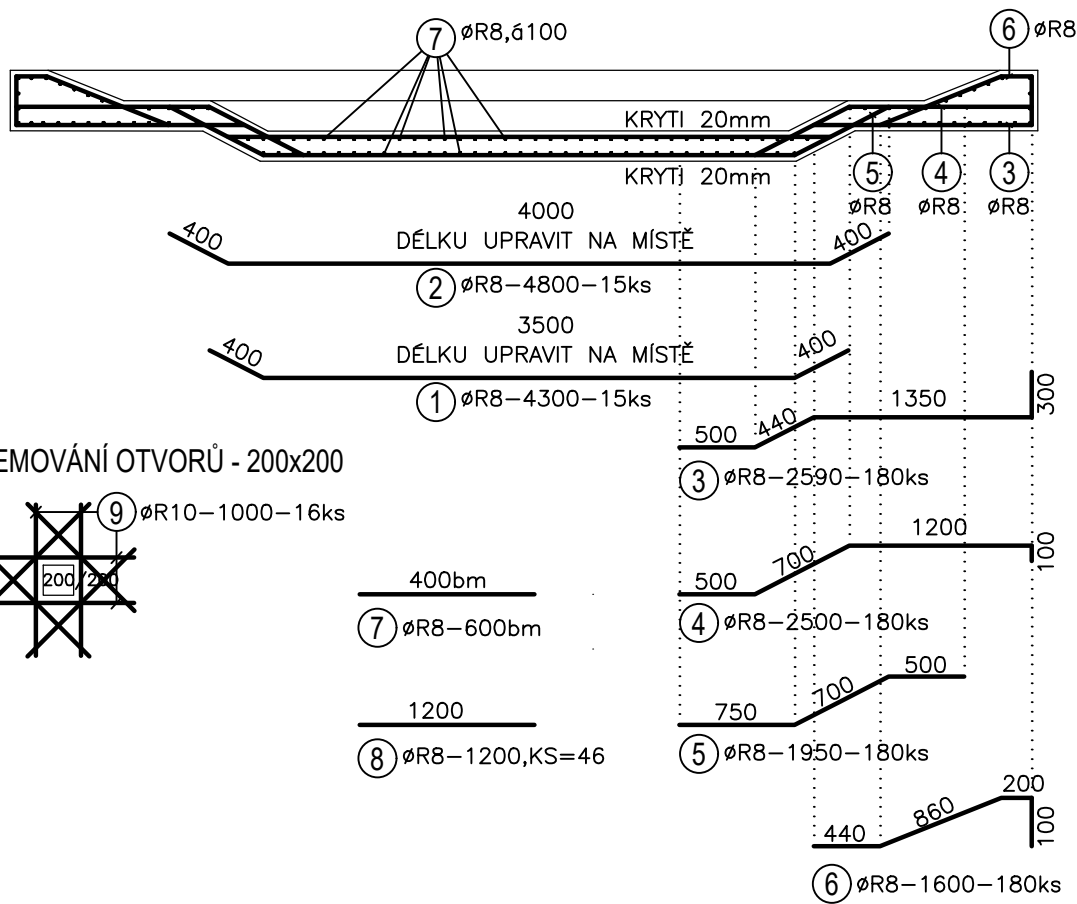 7 øR8,á100
6 øR8
KRYTI 20mm
KRYTI 20mm
5 4 3
øR8 øR8 øR8
4000
400 DÉLKU UPRAVIT NA MÍSTĚ 400
2 øR8-4800-15ks
3500
400 DÉLKU UPRAVIT NA MÍSTĚ 400
1 øR8-4300-15ks
500 440 1350 300
3 øR8-2590-180ks
EMOVÁNÍ OTVORŮ - 200x200
9 øR10-1000-16ks
200/200
400bm
7 øR8-600bm
500 700 1200 100
4 øR8-2500-180ks
1200
8 øR8-1200,KS=46
750 700 500
5 øR8-1950-180ks
440 860 200 100
6 øR8-1600-180ks